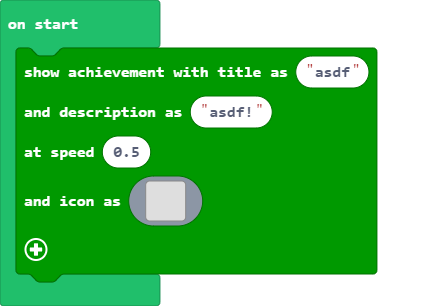 on start
show achievement with title as "asdf"
and description as "asdf!"
at speed 0.5
and icon as